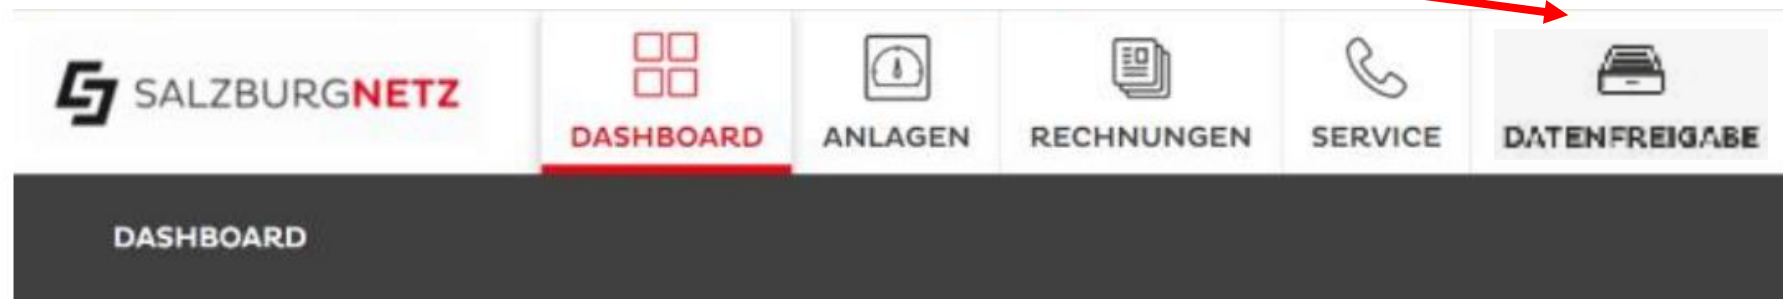 SALZBURGNETZ
DASHBOARD
ANLAGEN
RECHNUNGEN
SERVICE
DATENFREIGABE
DASHBOARD